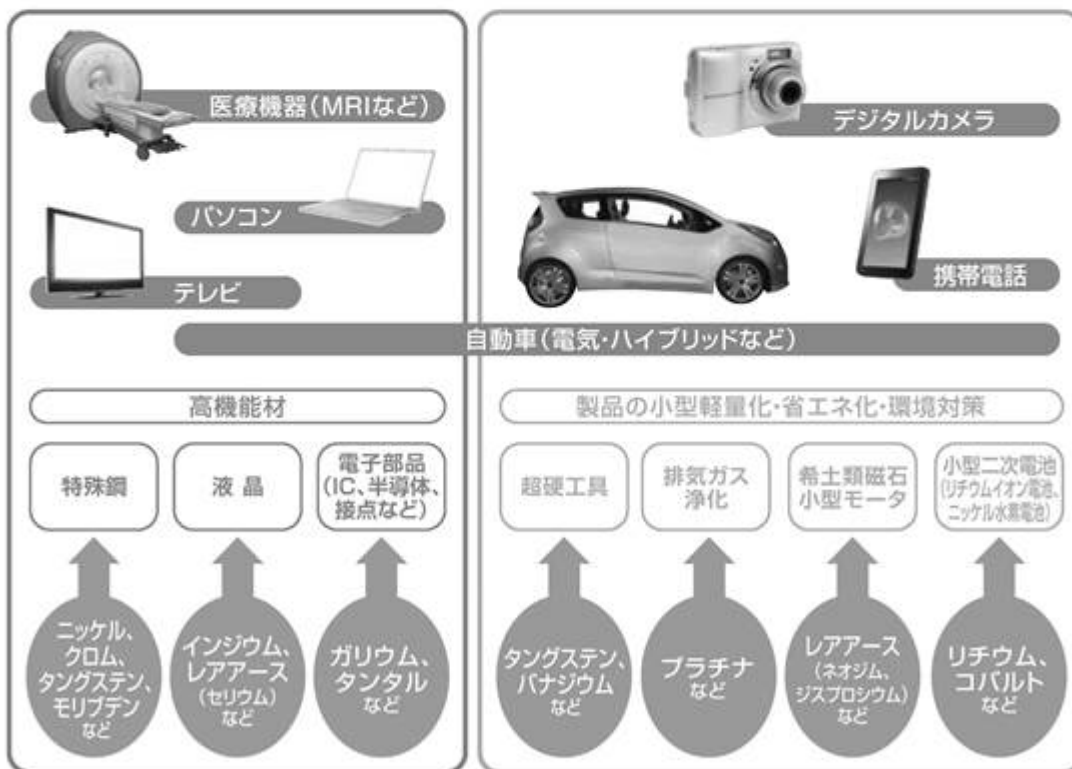 医療機器(MRIなど)
パソコン
テレビ
デジタルカメラ
携帯電話
自動車(電気・ハイブリッドなど)
高機能材
特殊鋼
液晶
電子部品
(IC、半導体、
接点など)
ニッケル、
クロム、
タングステン、
モリブデン
など
インジウム、
レアアース
(セリウム)
など
ガリウム、
タンタル
など
製品の小型軽量化・省エネ化・環境対策
超硬工具
排気ガス
浄化
希土類磁石
小型モータ
小型二次電池
(リチウムイオン電池、
ニッケル水素電池)
タングステン、
バナジウム
など
プラチナ
など
レアアース
(ネオジム、
ジスプロシウム)
など
リチウム、
コバルト
など